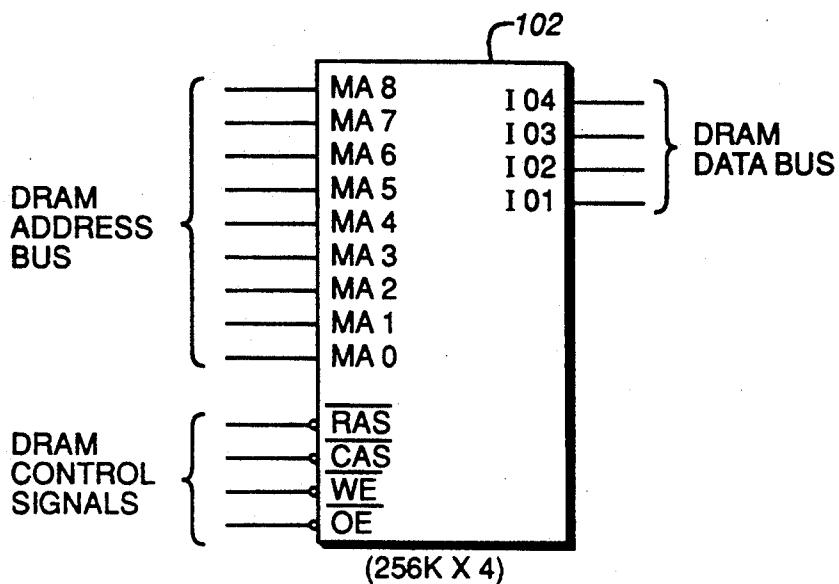 102
DRAM
ADDRESS
BUS
MA 8
MA 7
MA 6
MA 5
MA 4
MA 3
MA 2
MA 1
MA 0
I 04
I 03
I 02
I 01
DRAM
DATA BUS
DRAM
CONTROL
SIGNALS
RAS
CAS
WE
OE
(256K X 4)